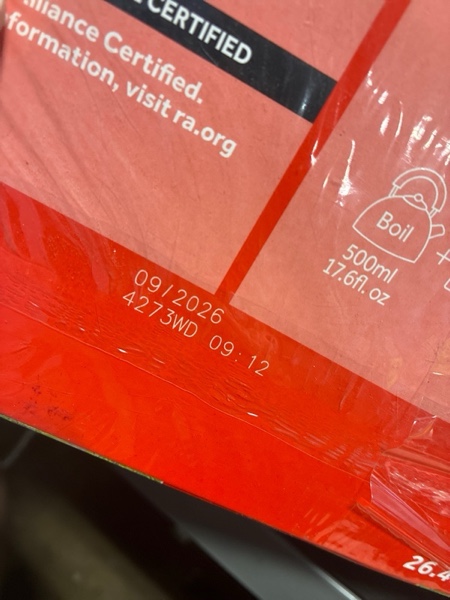 CERTIFIED
lliance Certified.
formation, visit ra.org
Boil
500ml
17.6fl.oz
+
09/2026
4273WD 09:12
26.4